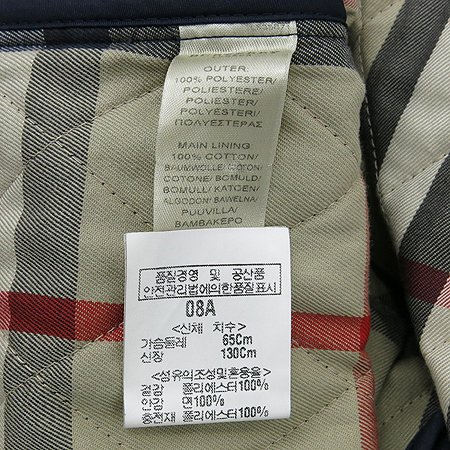 OUTER/
100% POLYESTER/
POLIESTERE/
POLYESTER/
POLIESTER/
ΠΟΛΥΕΣΤΕΡΑΣ
MAIN LINING
100% COTTON/
BAUMWOLLE/ COTON/
COTONE/ BOMULD/
BOMULL/ KATOEN/
ALGODON/ BAWELNA/
PUUVILLA/
BAMBAKEPO
품질경영 및 공산품
안전관리법에의한품질표시
08A
<신체 치수>
가슴둘레 65Cm
신장 130Cm
<섬유의조성및혼용율>
겉감 폴리에스터100%
안감 면100%
충전재 폴리에스터100%